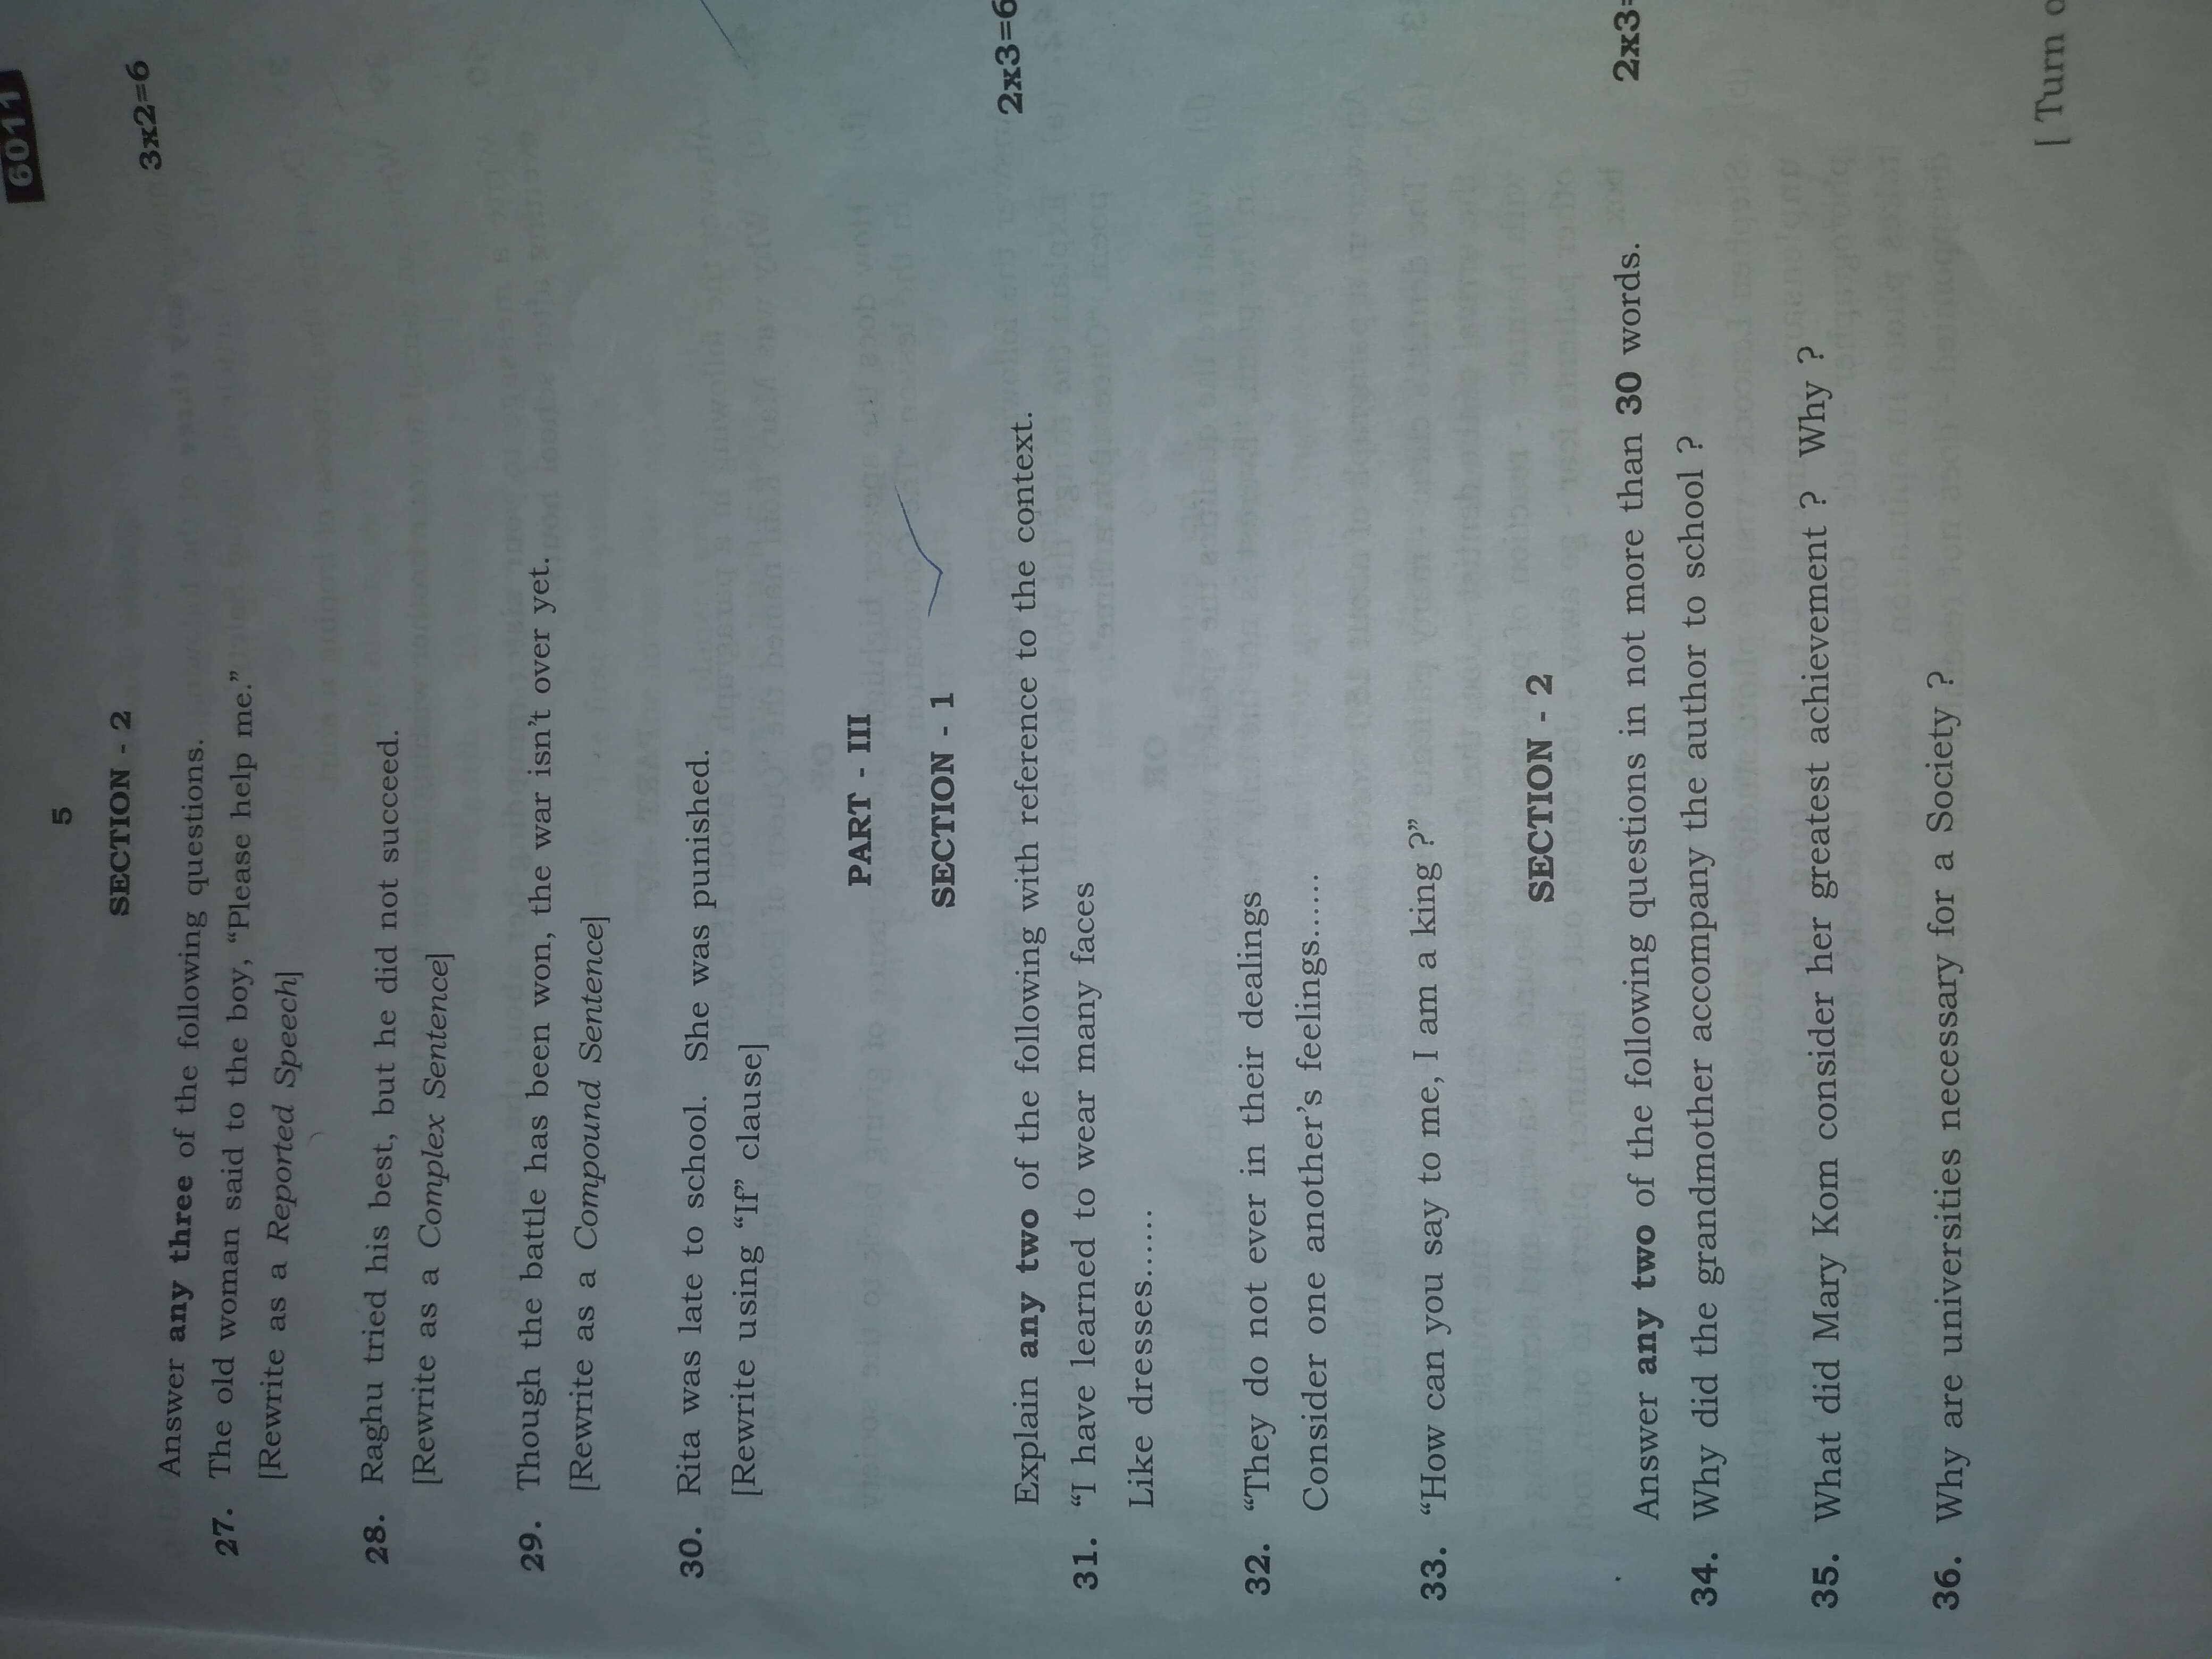 6011
5
SECTION - 2
3x2=6
Answer any three of the following questions.
27. The old woman said to the boy, “Please help me.”
[Rewrite as a Reported Speech]
28. Raghu tried his best, but he did not succeed.
[Rewrite as a Complex Sentence]
29. Though the battle has been won, the war isn’t over yet.
[Rewrite as a Compound Sentence]
30. Rita was late to school. She was punished.
[Rewrite using “If” clause]
PART - III
SECTION - 1
Explain any two of the following with reference to the context. 2x3=6
31. “I have learned to wear many faces
Like dresses......
32. “They do not ever in their dealings
Consider one another’s feelings......
33. “How can you say to me, I am a king ?”
SECTION - 2
Answer any two of the following questions in not more than 30 words. 2x3=
34. Why did the grandmother accompany the author to school ?
35. What did Mary Kom consider her greatest achievement ? Why ?
36. Why are universities necessary for a Society ?
[ Turn